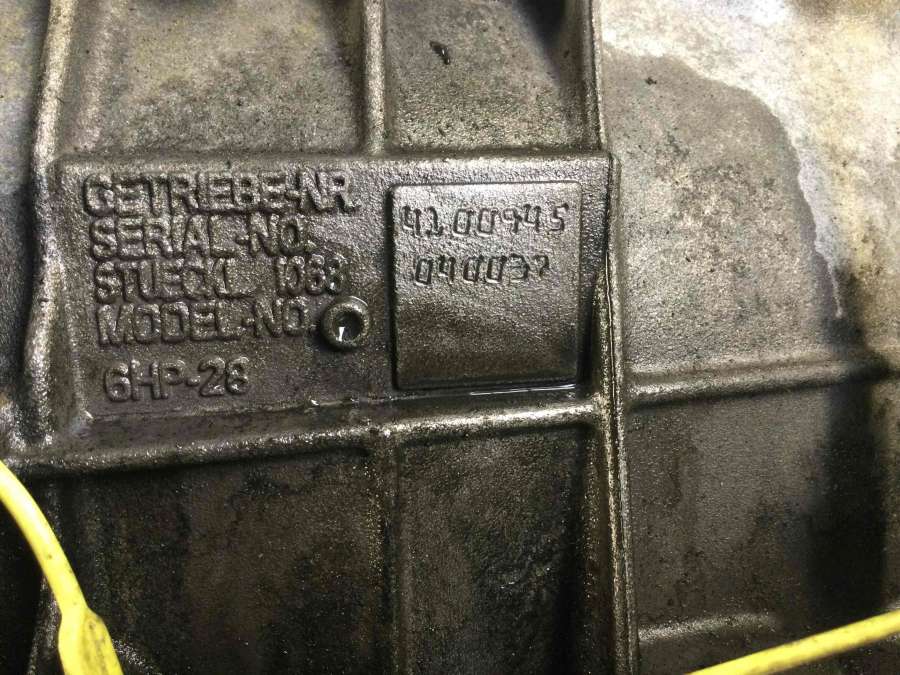 GETRIEBE-NR.
SERIAL-NO.
STUECKL 1068
MODEL-NO.
6HP-28
4100945
040037